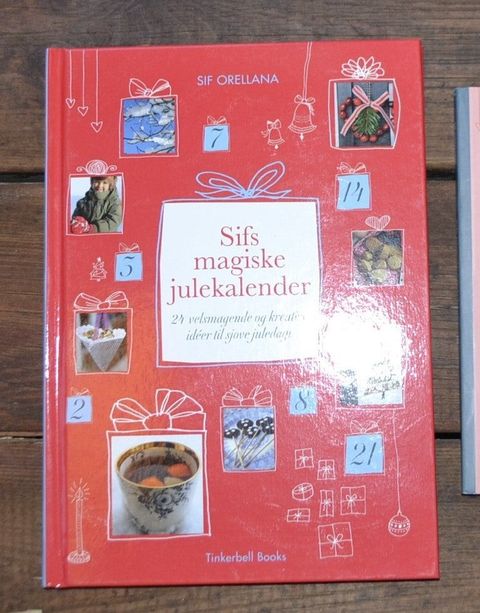 SIF ORELLANA
7
14
Sifs
magiske
julekalender
5
24 velsmagende og kreative
idéer til sjove juledage
2
8
21
Tinkerbell Books